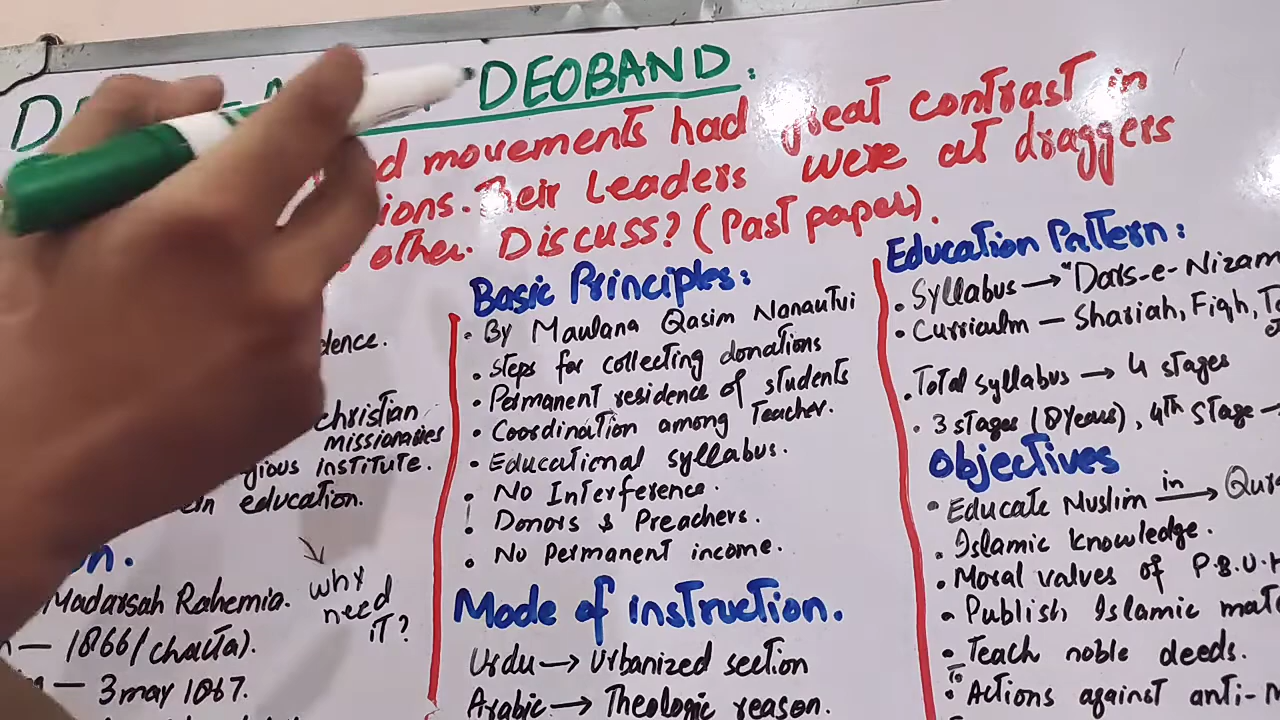 DEOBAND:
movements had great contrast in
ions. Their leaders were at draggers
other. Discuss? (Past paper).
dence.
christian
missionaries
gious institute.
education.
on.
Madarsah Rahemia.
why
need
it?
— 1866/chatta).
— 3 may 1867.
Basic Principles:
• By Maulana Qasim Nanautvi
• Steps for collecting donations
• Permanent residence of students
• Coordination among Teacher.
• Educational syllabus.
• No Interference.
• Donors & Preachers.
• No permanent income.
Mode of instruction.
Urdu → Urbanized section
Arabic → Theologic reason.
Education Pattern:
• Syllabus → "Dars-e-Nizam
• Curriculm — Shariah, Fiqh, T
• Total syllabus → 4 stages
• 3 stages (8 Years), 4th stage →
Objectives
• Educate Muslim in → Qur
• Islamic knowledge.
• Moral values of P.B.U.H
• Publish Islamic mat
• Teach noble deeds.
• To Actions against anti-M